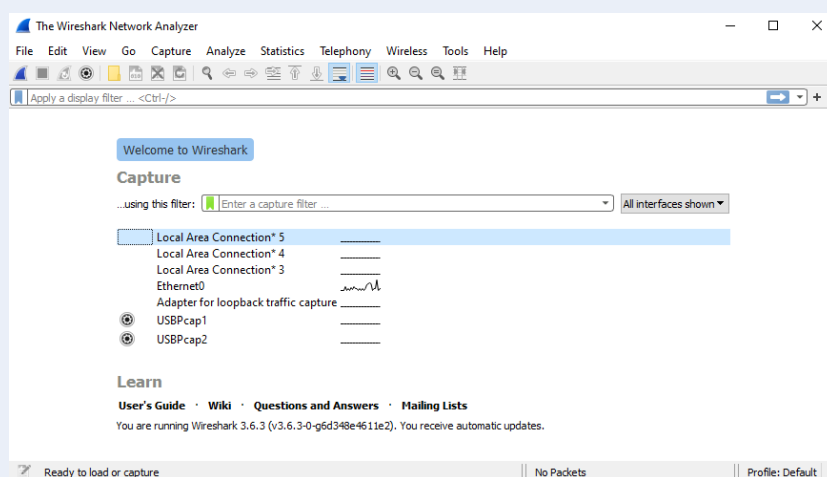 The Wireshark Network Analyzer
File Edit View Go Capture Analyze Statistics Telephony Wireless Tools Help
Apply a display filter ... <Ctrl-/>
+
Welcome to Wireshark
Capture
...using this filter: Enter a capture filter ... All interfaces shown
Local Area Connection* 5
Local Area Connection* 4
Local Area Connection* 3
Ethernet0
Adapter for loopback traffic capture
USBPcap1
USBPcap2
Learn
User's Guide · Wiki · Questions and Answers · Mailing Lists
You are running Wireshark 3.6.3 (v3.6.3-0-g6d348e4611e2). You receive automatic updates.
Ready to load or capture No Packets Profile: Default